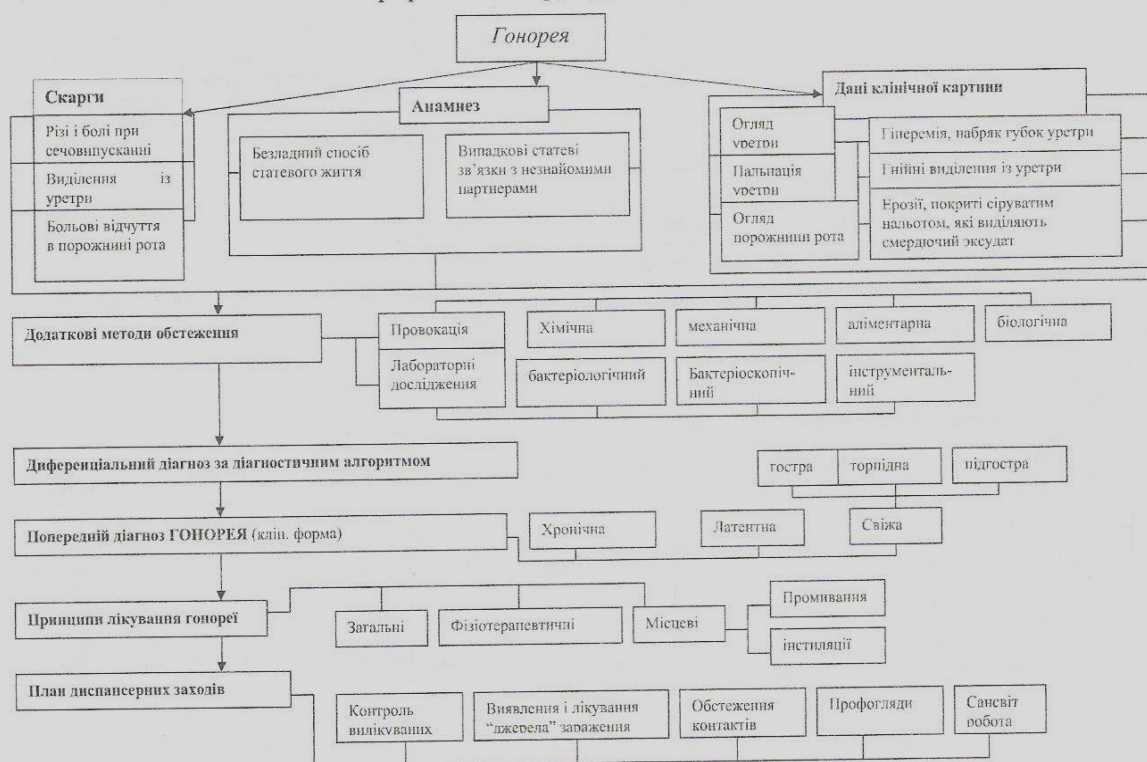 Гонорея
Скарги
Різі і болі при
сечовипусканні
Виділення із
уретри
Больові відчуття
в порожнині рота
Анамнез
Безладний спосіб
статевого життя
Випадкові статеві
зв’язки з незнайомими
партнерами
Дані клінічної картини
Огляд
уретри
Пальпація
уретри
Огляд
порожнини рота
Гіперемія, набряк губок уретри
Гнійні виділення із уретри
Ерозії, покриті сіруватим
нальотом, які виділяють
смердючий эксудат
Додаткові методи обстеження
Провокація
Хімічна
механічна
аліментарна
біологічна
Лабораторні
дослідження
бактеріологічний
Бактеріоскопіч-
ний
інструменталь-
ний
Диференціальний діагноз за діагностичним алгоритмом
гостра
торпідна
підгостра
Попередній діагноз ГОНОРЕЯ (клін. форма)
Хронічна
Латентна
Свіжа
Принципи лікування гонореї
Загальні
Фізіотерапевтичні
Місцеві
Промивання
інстиляції
План диспансерних заходів
Контроль
вилікуваних
Виявлення і лікування
“джерела” зараження
Обстеження
контактів
Профогляди
Сансвіт
робота